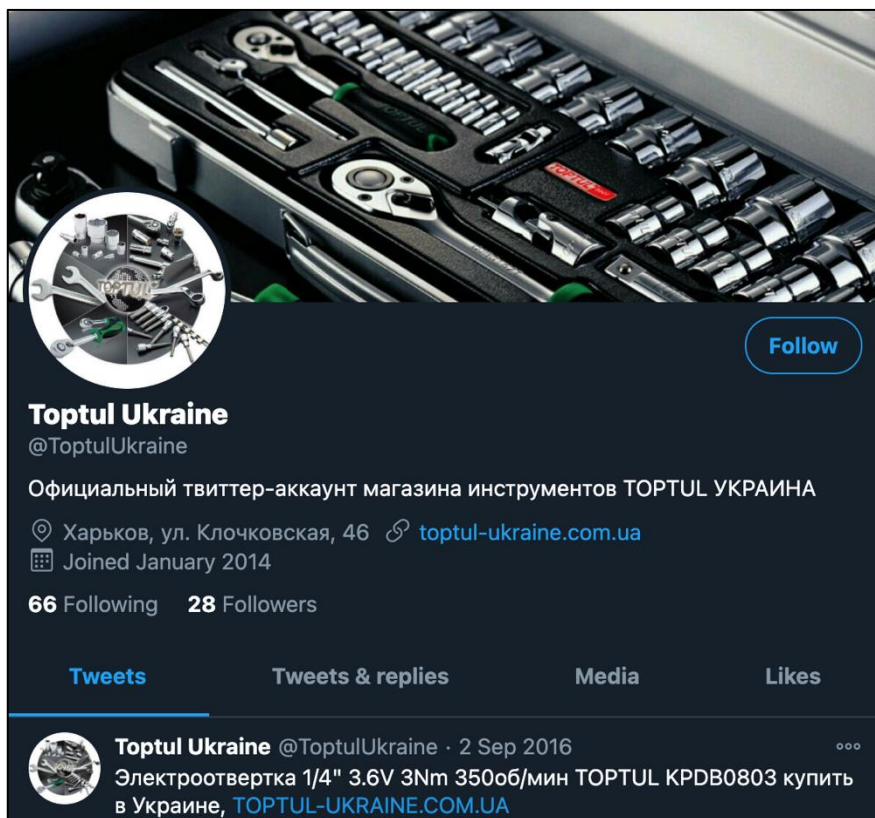 TOPTUL
TOPTUL
Follow
Toptul Ukraine
@ToptulUkraine
Официальный твиттер-аккаунт магазина инструментов TOPTUL УКРАИНА
Харьков, ул. Клочковская, 46 toptul-ukraine.com.ua
Joined January 2014
66 Following 28 Followers
Tweets Tweets & replies Media Likes
Toptul Ukraine @ToptulUkraine · 2 Sep 2016
Электроотвертка 1/4" 3.6V 3Nm 350об/мин TOPTUL KPDB0803 купить
в Украине, TOPTUL-UKRAINE.COM.UA